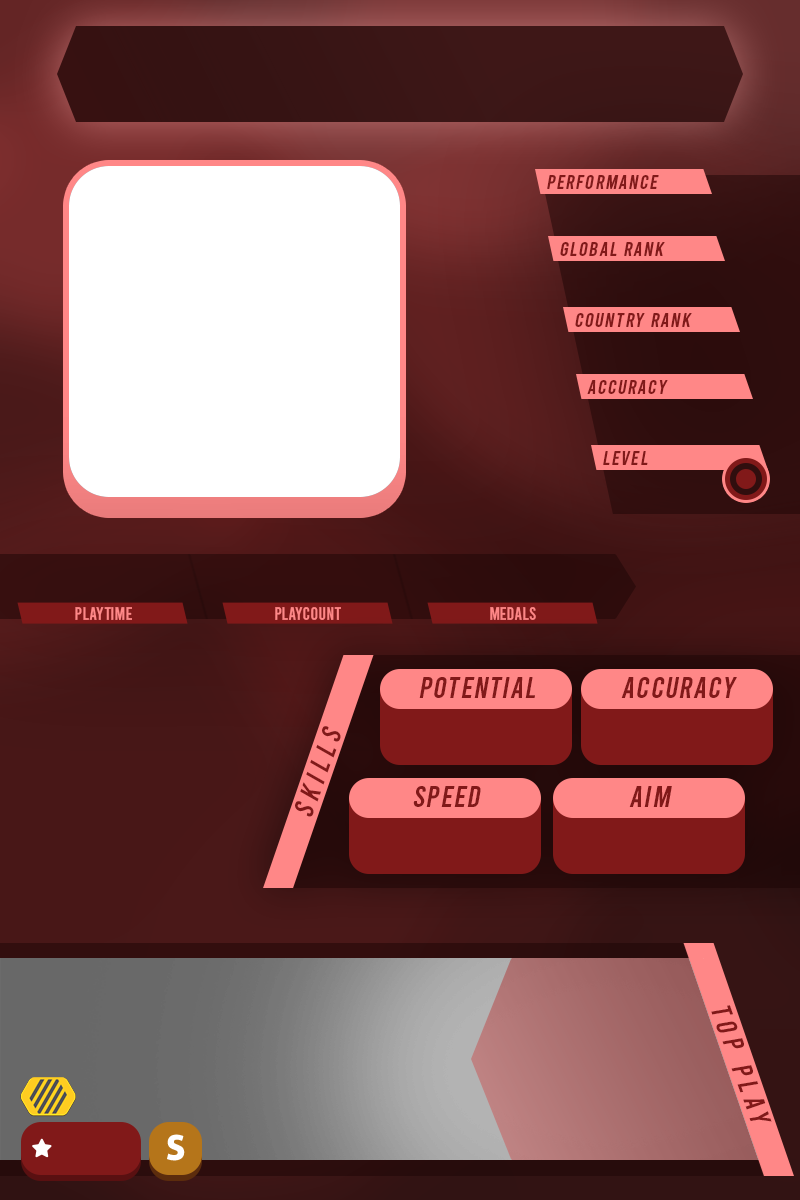 PERFORMANCE
GLOBAL RANK
COUNTRY RANK
ACCURACY
LEVEL
PLAYTIME
PLAYCOUNT
MEDALS
SKILLS
POTENTIAL
ACCURACY
SPEED
AIM
TOP PLAY
S